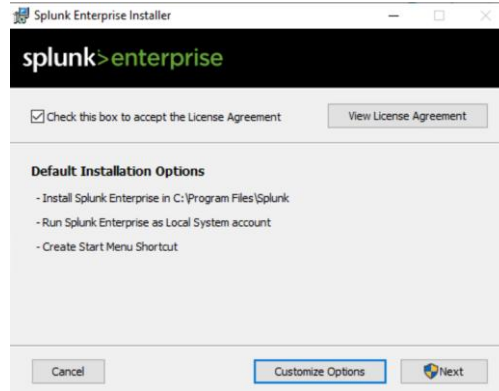 Splunk Enterprise Installer
splunk>enterprise
Check this box to accept the License Agreement
View License Agreement
Default Installation Options
- Install Splunk Enterprise in C:\Program Files\Splunk
- Run Splunk Enterprise as Local System account
- Create Start Menu Shortcut
Cancel
Customize Options
Next